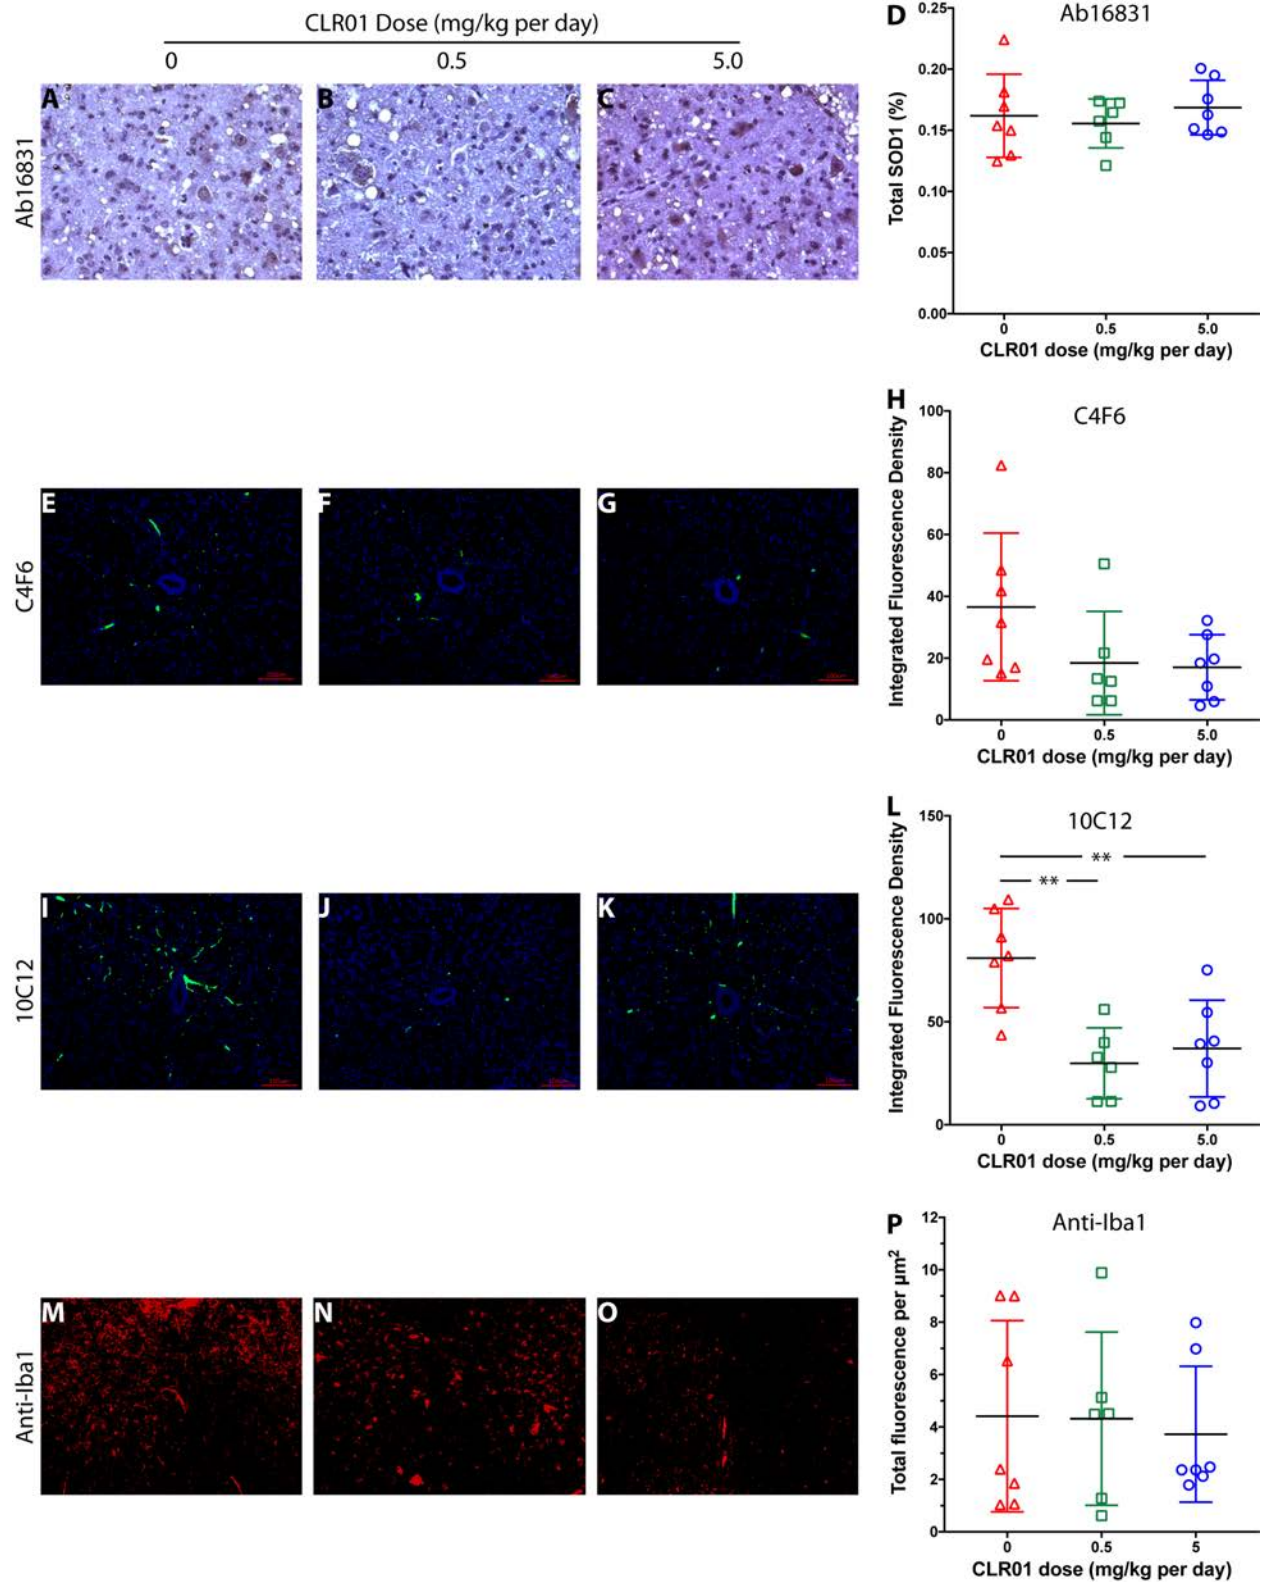 CLR01 Dose (mg/kg per day)
0 0.5 5.0
Ab16831
A B C
D
Ab16831
0.25
0.20
0.15
0.10
0.05
0.00
Total SOD1 (%)
0 0.5 5.0
CLR01 dose (mg/kg per day)
C4F6
E F G
H
C4F6
100
80
60
40
20
0
Integrated Fluorescence Density
0 0.5 5.0
CLR01 dose (mg/kg per day)
10C12
I J K
L
10C12
150
100
50
0
**
**
Integrated Fluorescence Density
0 0.5 5.0
CLR01 dose (mg/kg per day)
Anti-Iba1
M N O
P
Anti-Iba1
12
10
8
6
4
2
0
Total fluorescence per µm²
0 0.5 5
CLR01 dose (mg/kg per day)